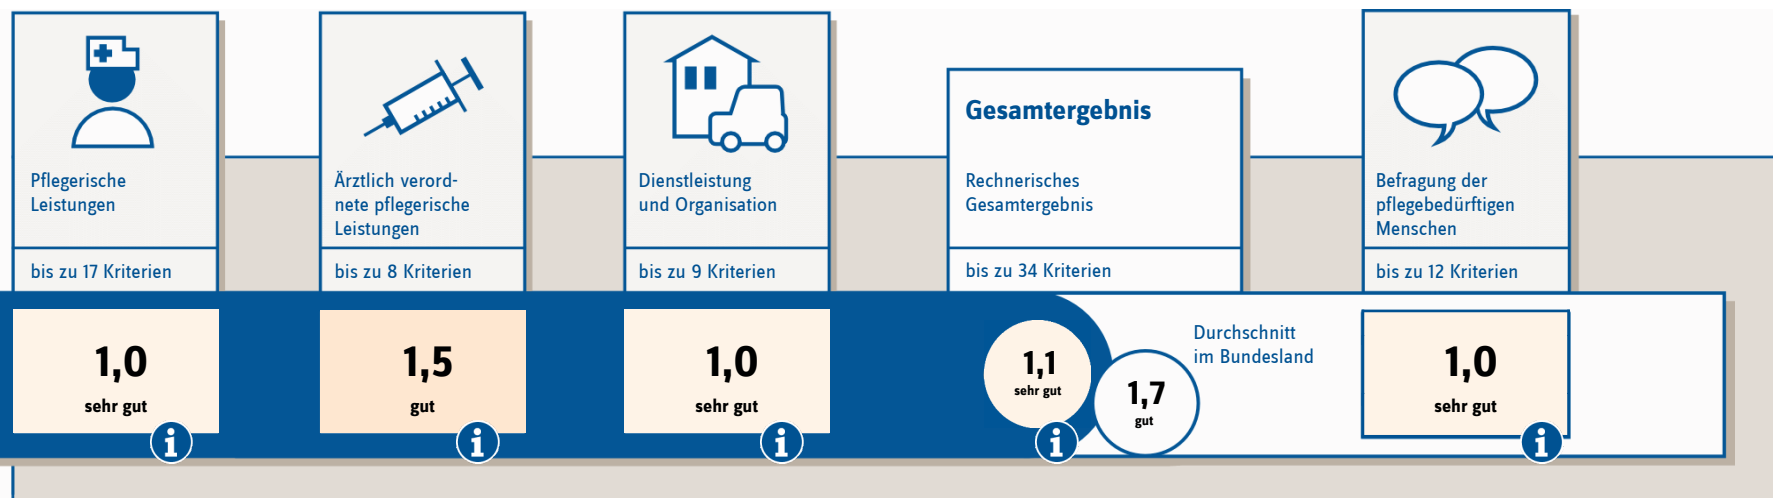 Pflegerische
Leistungen
bis zu 17 Kriterien
1,0
sehr gut
i
Ärztlich verord-
nete pflegerische
Leistungen
bis zu 8 Kriterien
1,5
gut
i
Dienstleistung
und Organisation
bis zu 9 Kriterien
1,0
sehr gut
i
Gesamtergebnis
Rechnerisches
Gesamtergebnis
bis zu 34 Kriterien
1,1
sehr gut
i
1,7
gut
Durchschnitt
im Bundesland
Befragung der
pflegebedürftigen
Menschen
bis zu 12 Kriterien
1,0
sehr gut
i